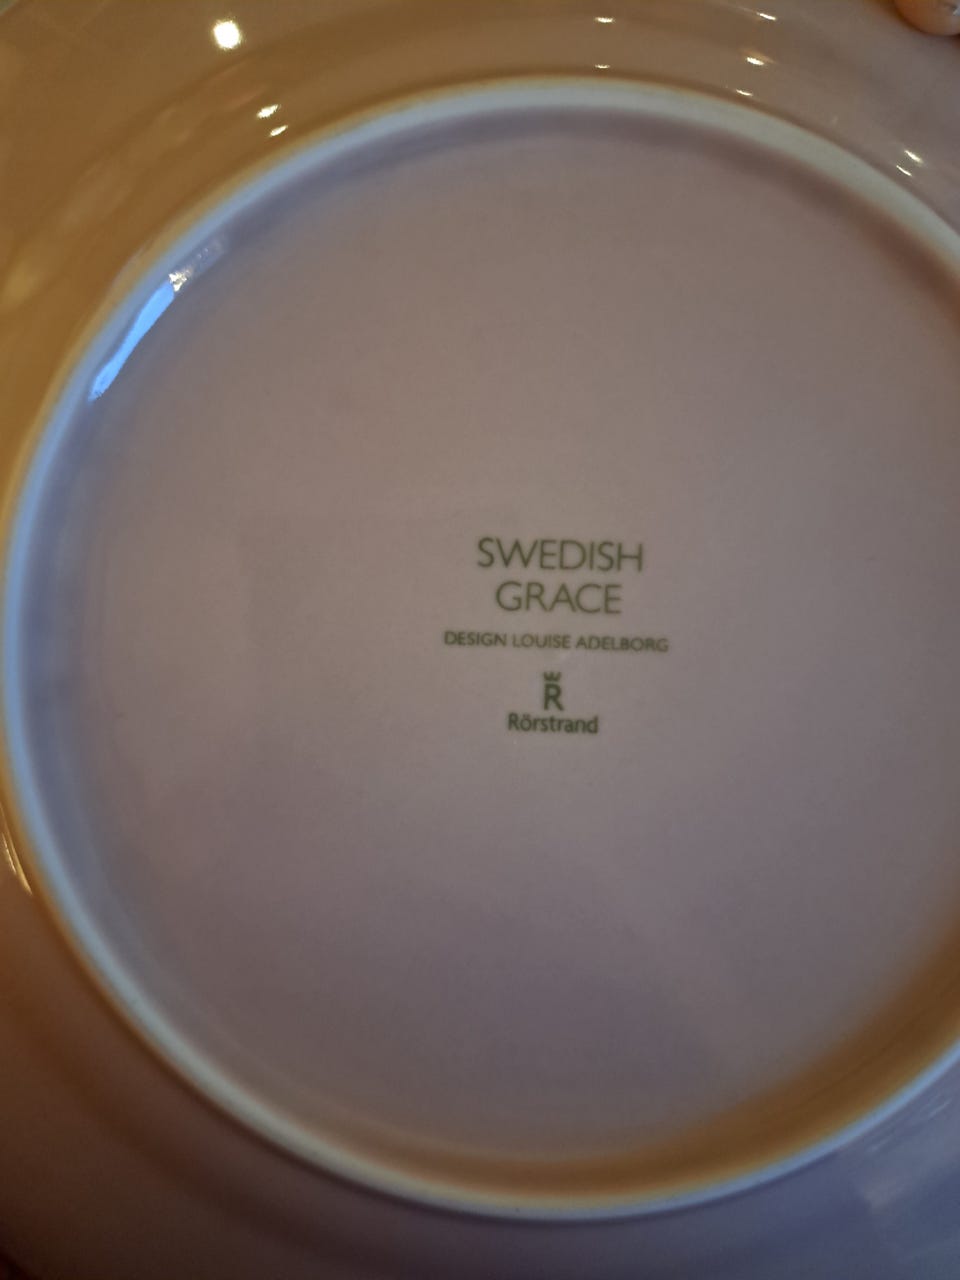 SWEDISH
GRACE
DESIGN LOUISE ADELBORG
R
Rörstrand